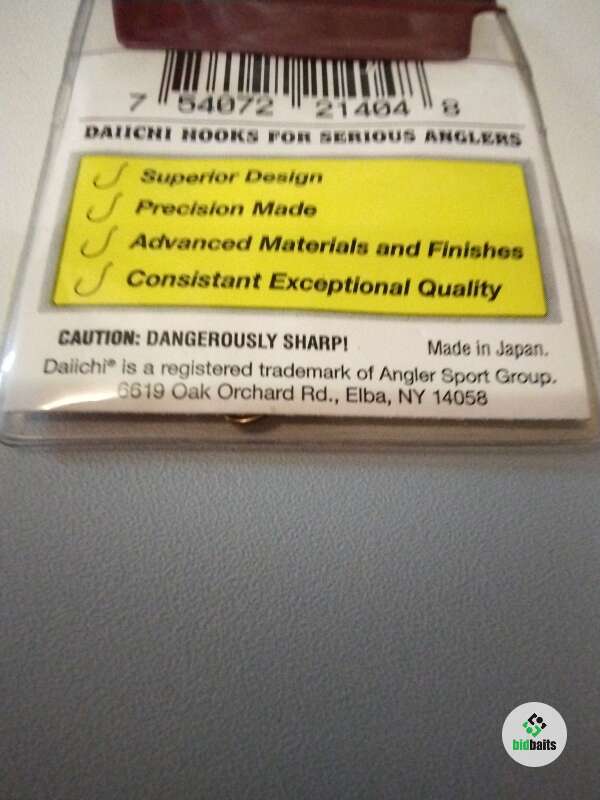 7 54072 21404 8
DAIICHI HOOKS FOR SERIOUS ANGLERS
Superior Design
Precision Made
Advanced Materials and Finishes
Consistant Exceptional Quality
CAUTION: DANGEROUSLY SHARP!
Made in Japan.
Daiichi® is a registered trademark of Angler Sport Group.
6619 Oak Orchard Rd., Elba, NY 14058
bidbaits